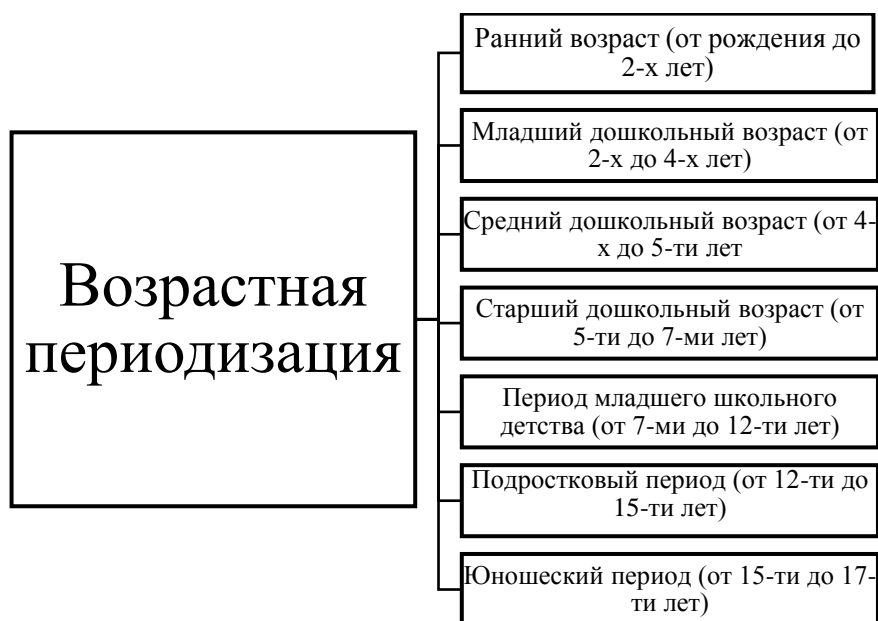 Возрастная
периодизация
Ранний возраст (от рождения до
2-х лет)
Младший дошкольный возраст (от
2-х до 4-х лет)
Средний дошкольный возраст (от 4-
х до 5-ти лет
Старший дошкольный возраст (от
5-ти до 7-ми лет)
Период младшего школьного
детства (от 7-ми до 12-ти лет)
Подростковый период (от 12-ти до
15-ти лет)
Юношеский период (от 15-ти до 17-
ти лет)